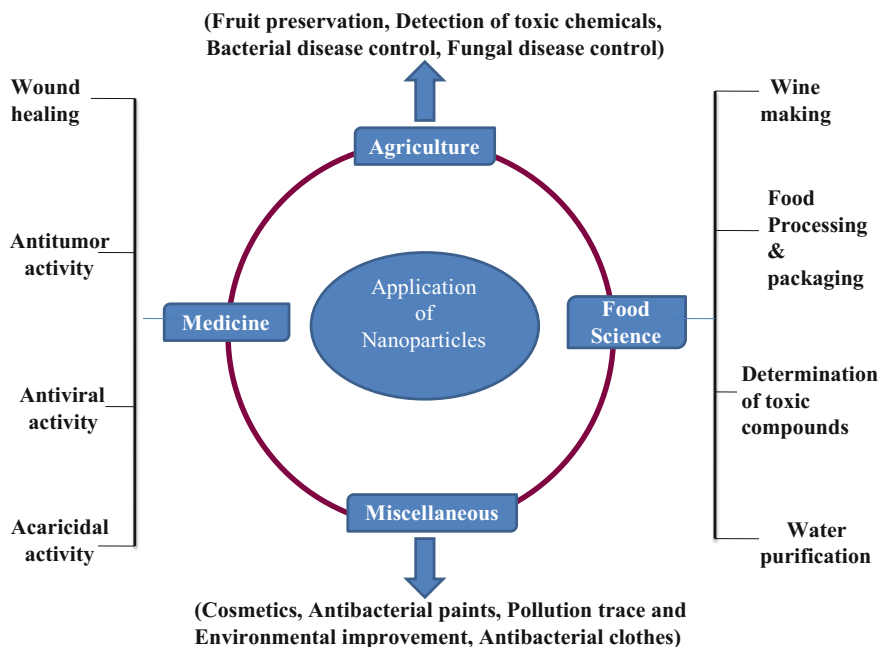 (Fruit preservation, Detection of toxic chemicals,
Bacterial disease control, Fungal disease control)
Agriculture
Wound
healing
Antitumor
activity
Antiviral
activity
Acaricidal
activity
Medicine
Application
of
Nanoparticles
Food
Science
Wine
making
Food
Processing
&
packaging
Determination
of toxic
compounds
Water
purification
Miscellaneous
(Cosmetics, Antibacterial paints, Pollution trace and
Environmental improvement, Antibacterial clothes)